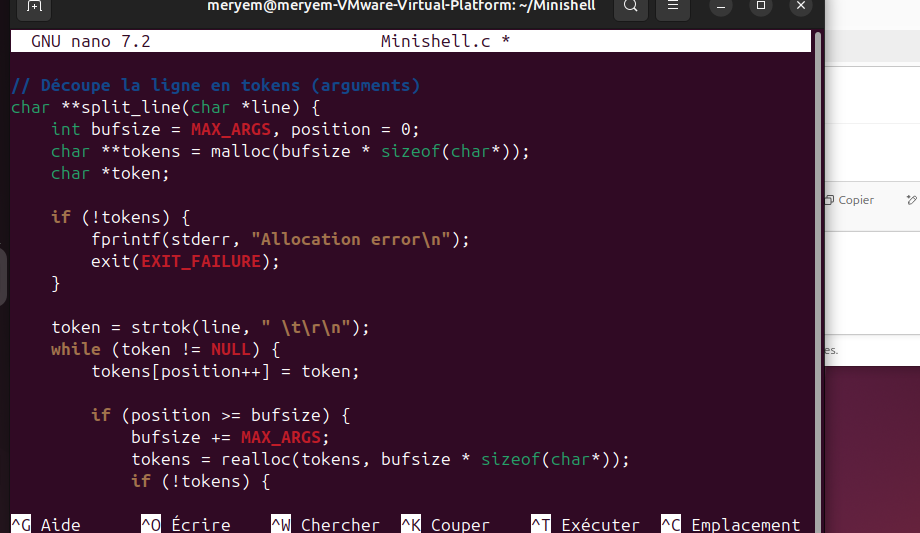 meryem@meryem-VMware-Virtual-Platform: ~/Minishell
GNU nano 7.2 Minishell.c *
// Découpe la ligne en tokens (arguments)
char **split_line(char *line) {
    int bufsize = MAX_ARGS, position = 0;
    char **tokens = malloc(bufsize * sizeof(char*));
    char *token;
    if (!tokens) {
        fprintf(stderr, "Allocation error\n");
        exit(EXIT_FAILURE);
    }
    token = strtok(line, " \t\r\n");
    while (token != NULL) {
        tokens[position++] = token;
        if (position >= bufsize) {
            bufsize += MAX_ARGS;
            tokens = realloc(tokens, bufsize * sizeof(char*));
            if (!tokens) {
^G Aide ^O Écrire ^W Chercher ^K Couper ^T Exécuter ^C Emplacement
Copier
es.